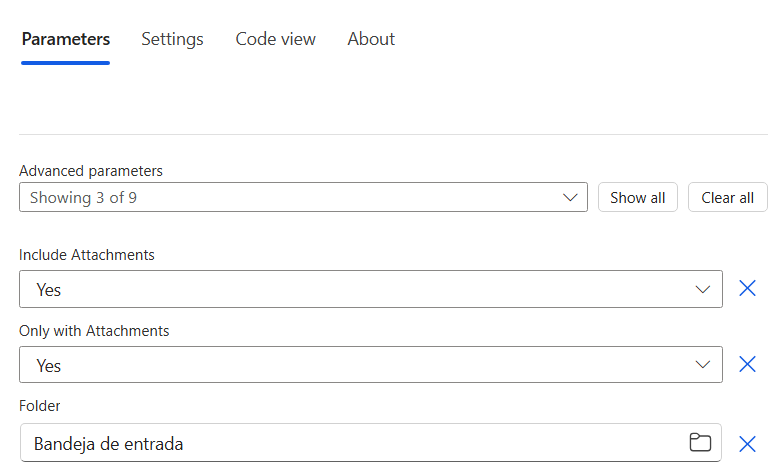 Parameters Settings Code view About
Advanced parameters
Showing 3 of 9 Show all Clear all
Include Attachments
Yes
Only with Attachments
Yes
Folder
Bandeja de entrada